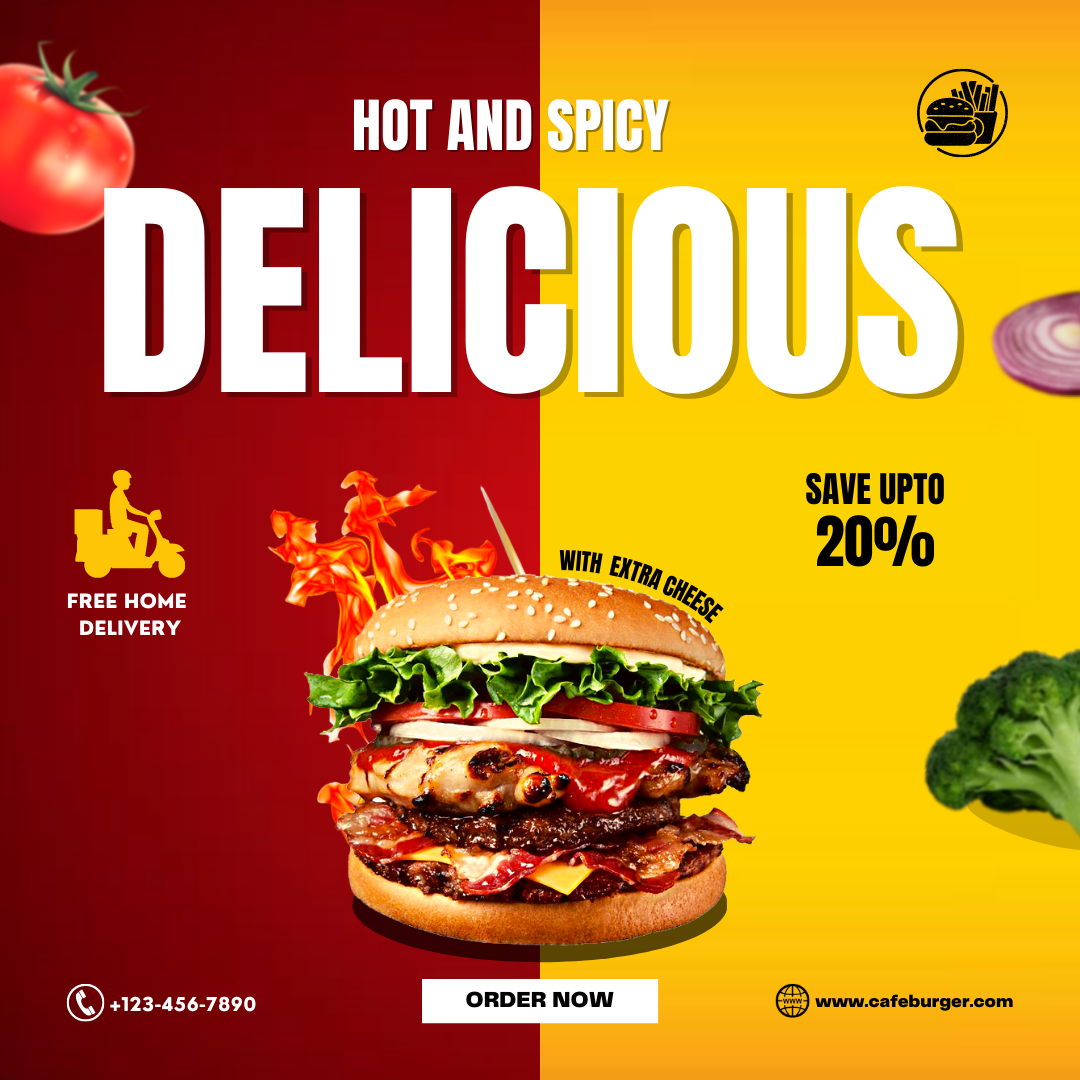 HOT AND SPICY
DELICIOUS
SAVE UPTO
20%
WITH EXTRA CHEESE
FREE HOME
DELIVERY
+123-456-7890
ORDER NOW
WWW
www.cafeburger.com